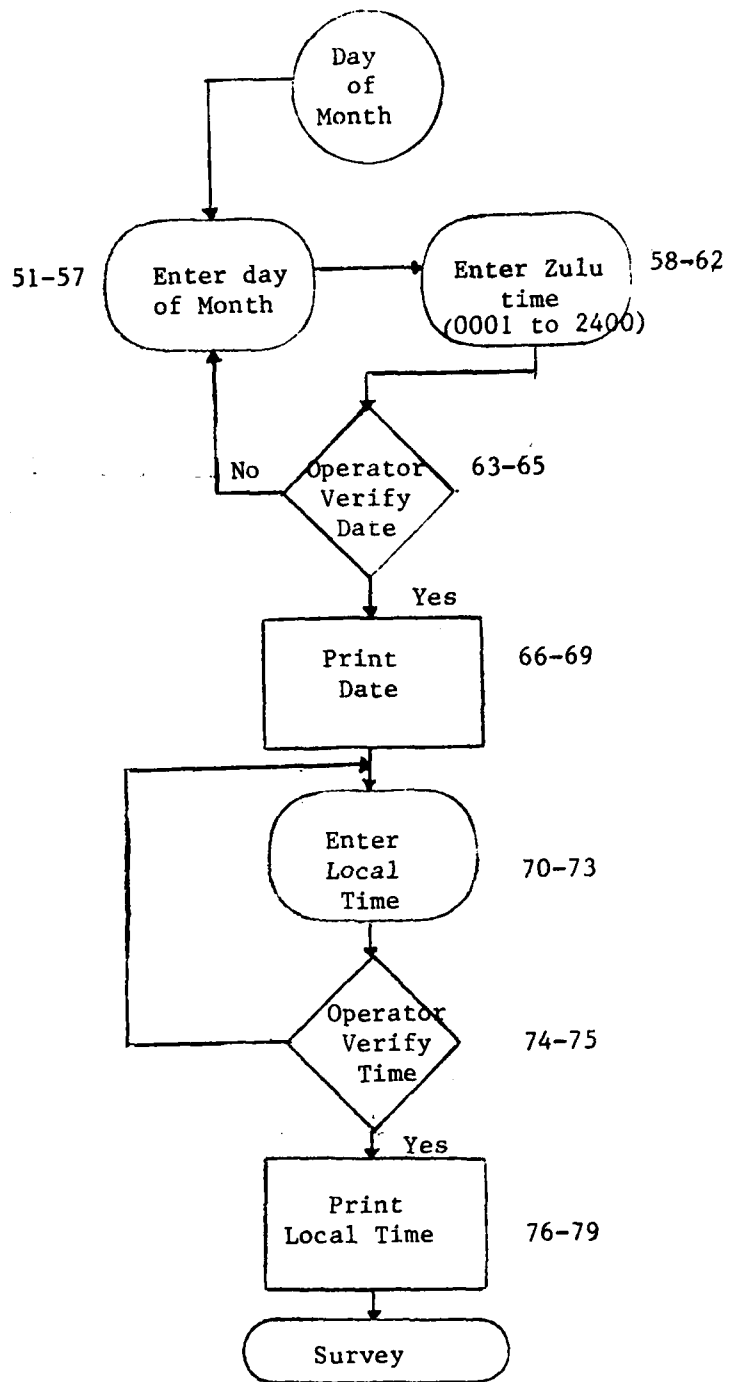 Day
of
Month
51-57
Enter day
of Month
Enter Zulu
time
(0001 to 2400)
58-62
No
Operator
Verify
Date
63-65
Yes
Print
Date
66-69
Enter
Local
Time
70-73
Operator
Verify
Time
74-75
Yes
Print
Local Time
76-79
Survey